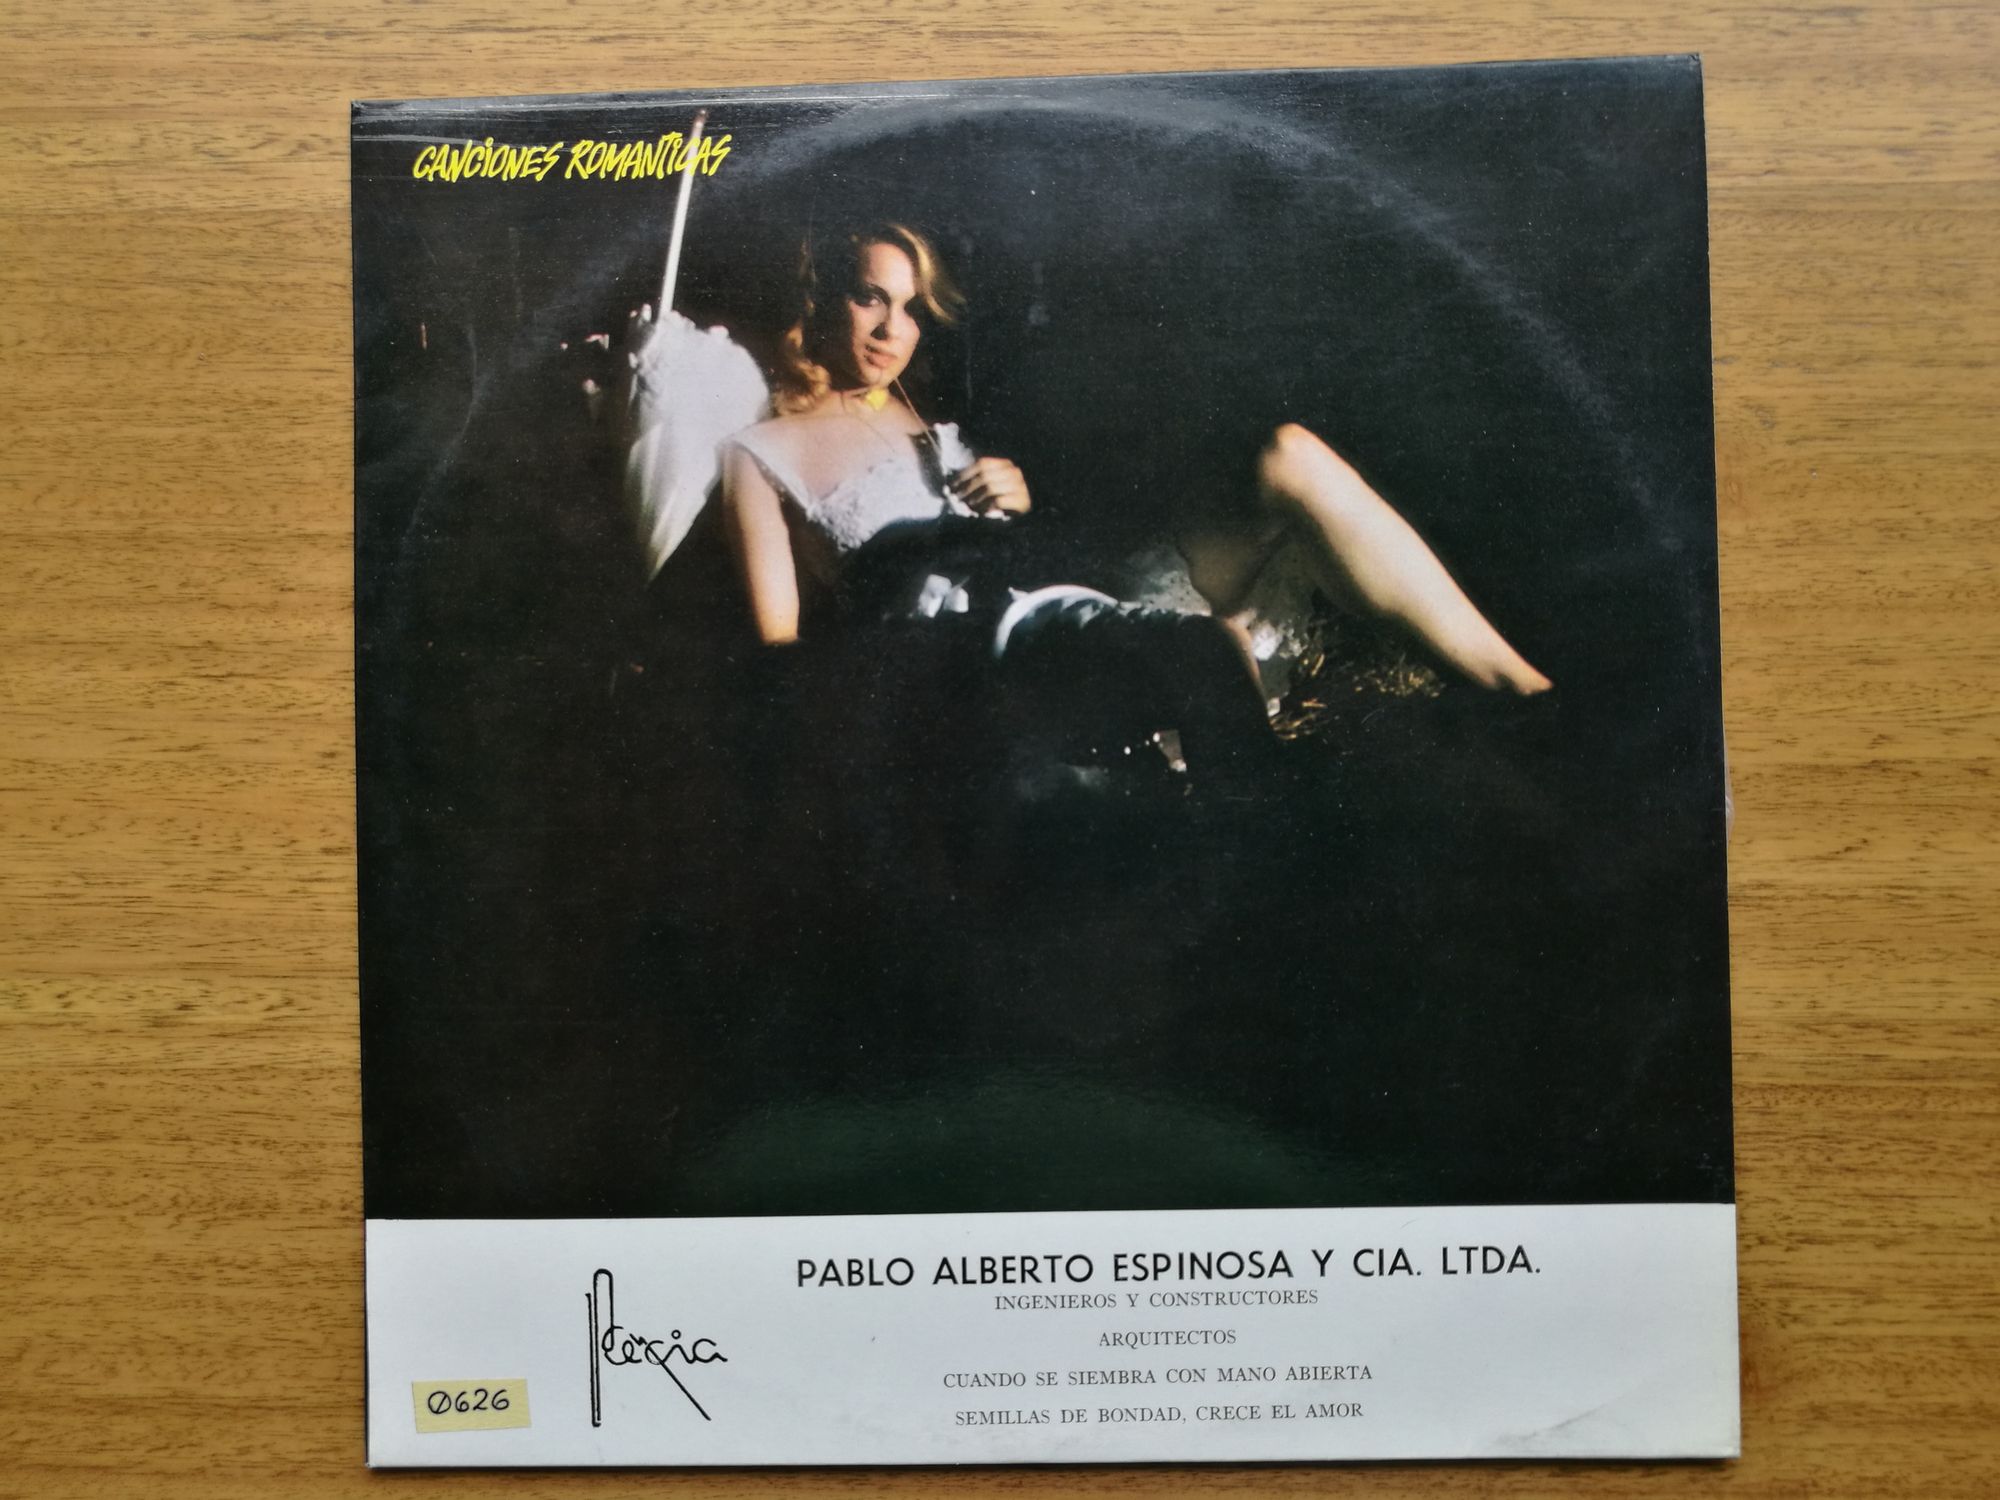 CANCIONES ROMANTICAS
PABLO ALBERTO ESPINOSA Y CIA. LTDA.
INGENIEROS Y CONSTRUCTORES
ARQUITECTOS
CUANDO SE SIEMBRA CON MANO ABIERTA
SEMILLAS DE BONDAD, CRECE EL AMOR
0626